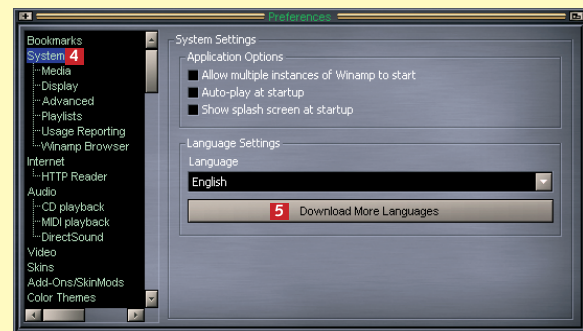 Preferences
Bookmarks
System 4
Media
Display
Advanced
Playlists
Usage Reporting
Winamp Browser
Internet
HTTP Reader
Audio
CD playback
MIDI playback
DirectSound
Video
Skins
Add-Ons/SkinMods
Color Themes
System Settings
Application Options
Allow multiple instances of Winamp to start
Auto-play at startup
Show splash screen at startup
Language Settings
Language
English
5 Download More Languages